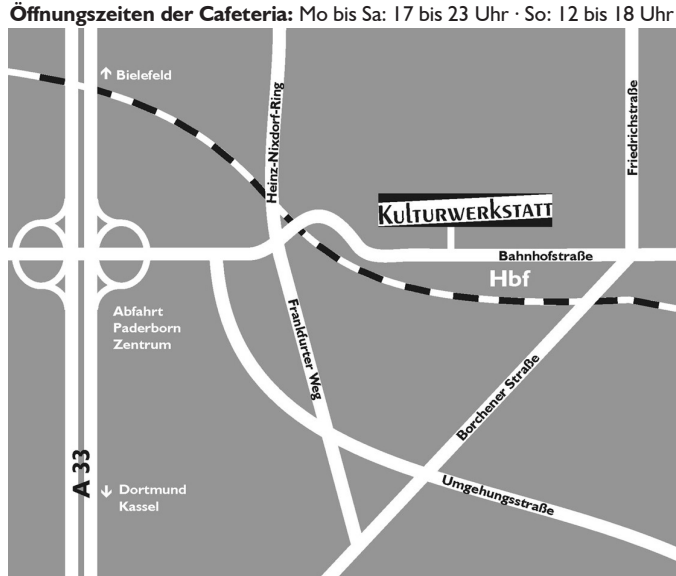 Öffnungszeiten der Cafeteria: Mo bis Sa: 17 bis 23 Uhr · So: 12 bis 18 Uhr
↑ Bielefeld
Heinz-Nixdorf-Ring
Friedrichstraße
KULTURWERKSTATT
Bahnhofstraße
Hbf
Abfahrt
Paderborn
Zentrum
Frankfurter Weg
Borchener Straße
A 33
↓ Dortmund
Kassel
Umgehungsstraße